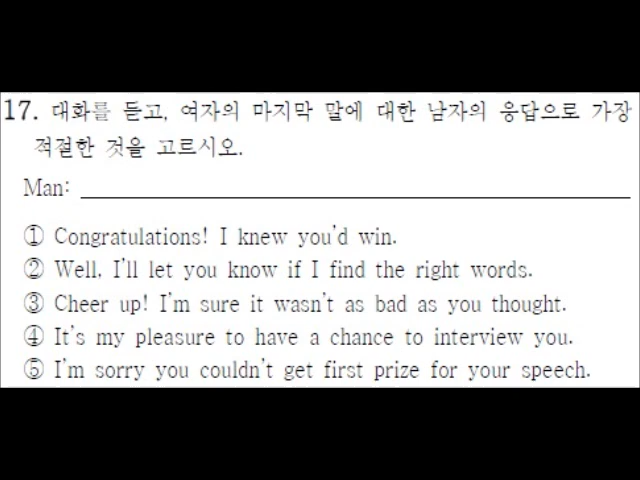 17. 대화를 듣고, 여자의 마지막 말에 대한 남자의 응답으로 가장
적절한 것을 고르시오.
Man:
① Congratulations! I knew you'd win.
② Well, I'll let you know if I find the right words.
③ Cheer up! I'm sure it wasn't as bad as you thought.
④ It's my pleasure to have a chance to interview you.
⑤ I'm sorry you couldn't get first prize for your speech.